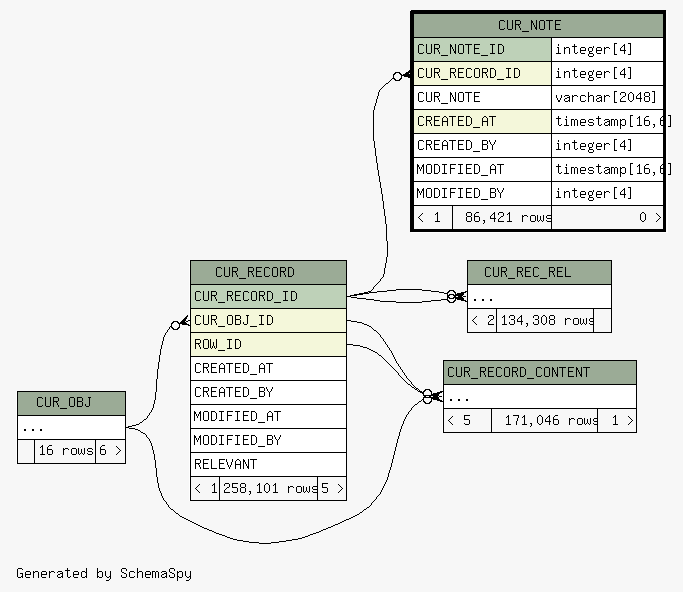 CUR_NOTE
CUR_NOTE_ID integer[4]
CUR_RECORD_ID integer[4]
CUR_NOTE varchar[2048]
CREATED_AT timestamp[16,6]
CREATED_BY integer[4]
MODIFIED_AT timestamp[16,6]
MODIFIED_BY integer[4]
< 1 86,421 rows 0 >
CUR_RECORD
CUR_RECORD_ID
CUR_OBJ_ID
ROW_ID
CREATED_AT
CREATED_BY
MODIFIED_AT
MODIFIED_BY
RELEVANT
< 1 258,101 rows 5 >
CUR_REC_REL
...
< 2 134,308 rows
CUR_RECORD_CONTENT
...
< 5 171,046 rows 1 >
CUR_OBJ
...
16 rows 6 >
Generated by SchemaSpy